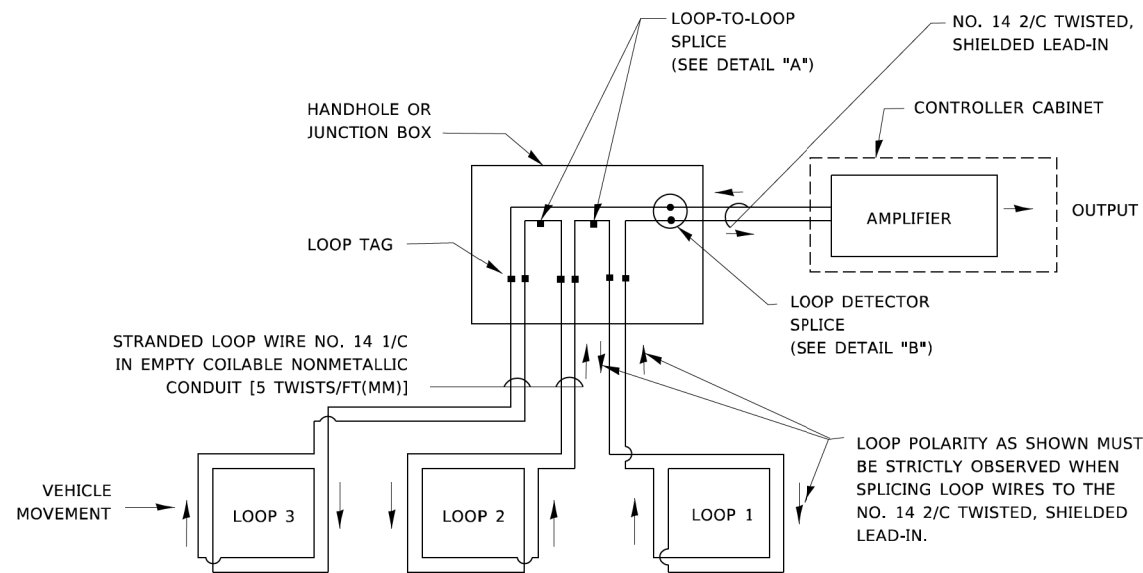 LOOP-TO-LOOP
SPLICE
(SEE DETAIL "A")
NO. 14 2/C TWISTED,
SHIELDED LEAD-IN
HANDHOLE OR
JUNCTION BOX
CONTROLLER CABINET
AMPLIFIER
OUTPUT
LOOP TAG
LOOP DETECTOR
SPLICE
(SEE DETAIL "B")
STRANDED LOOP WIRE NO. 14 1/C
IN EMPTY COILABLE NONMETALLIC
CONDUIT [5 TWISTS/FT(MM)]
LOOP POLARITY AS SHOWN MUST
BE STRICTLY OBSERVED WHEN
SPLICING LOOP WIRES TO THE
NO. 14 2/C TWISTED, SHIELDED
LEAD-IN.
VEHICLE
MOVEMENT
LOOP 3
LOOP 2
LOOP 1